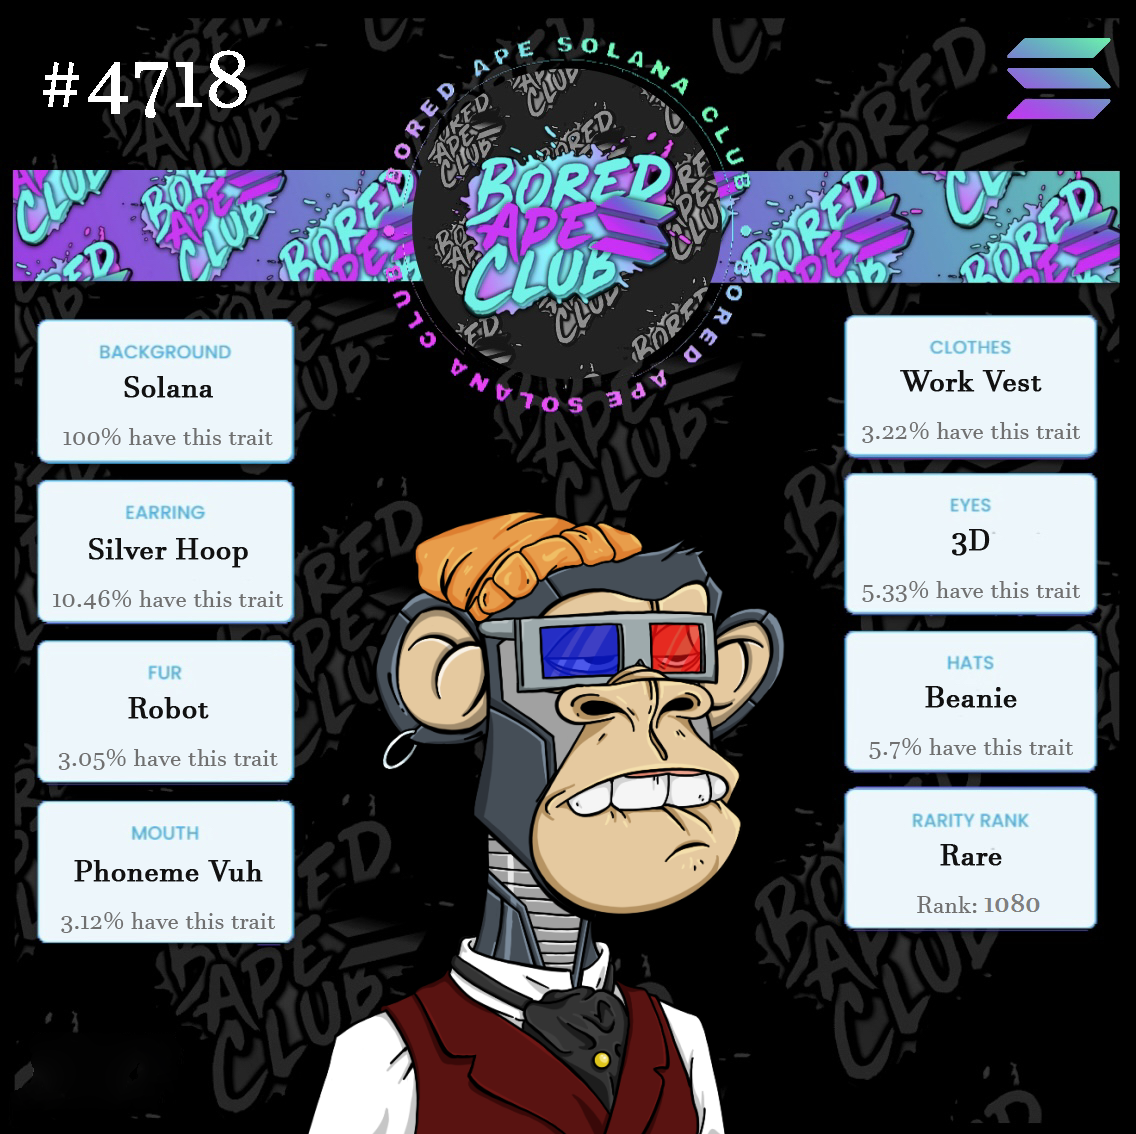 #4718
BORED APE SOLANA CLUB
BORED APE SOLANA CLUB
BORED
APE
CLUB
BACKGROUND
Solana
100% have this trait
EARRING
Silver Hoop
10.46% have this trait
FUR
Robot
3.05% have this trait
MOUTH
Phoneme Vuh
3.12% have this trait
CLOTHES
Work Vest
3.22% have this trait
EYES
3D
5.33% have this trait
HATS
Beanie
5.7% have this trait
RARITY RANK
Rare
Rank: 1080